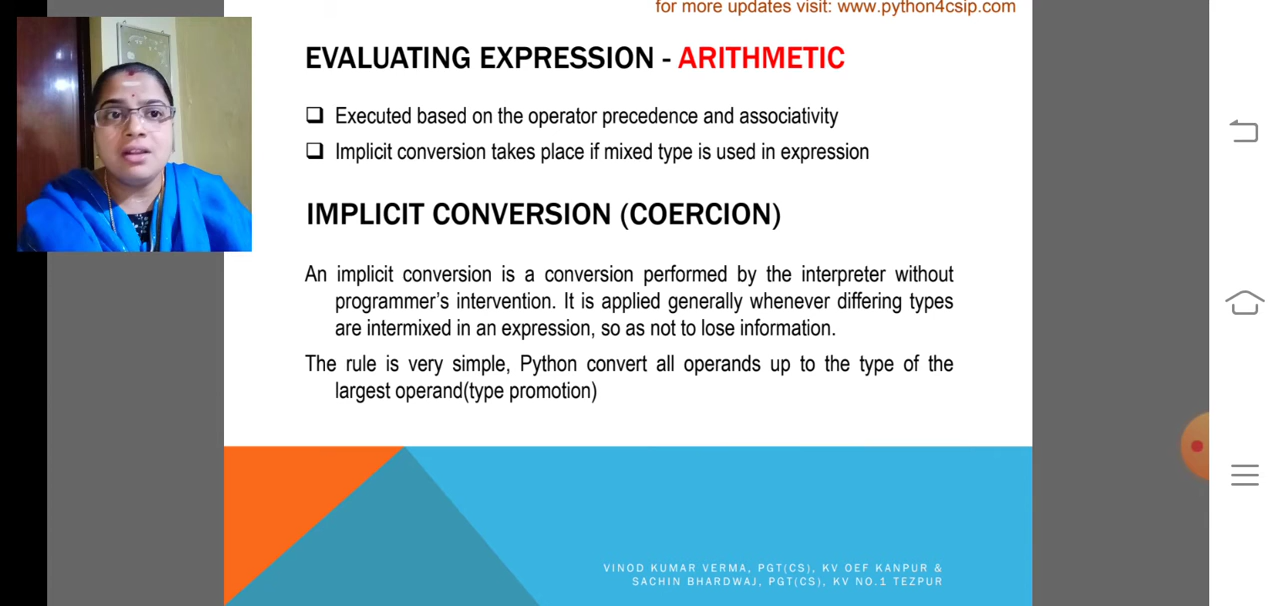 for more updates visit: www.python4csip.com
EVALUATING EXPRESSION - ARITHMETIC
Executed based on the operator precedence and associativity
Implicit conversion takes place if mixed type is used in expression
IMPLICIT CONVERSION (COERCION)
An implicit conversion is a conversion performed by the interpreter without
programmer's intervention. It is applied generally whenever differing types
are intermixed in an expression, so as not to lose information.
The rule is very simple, Python convert all operands up to the type of the
largest operand(type promotion)
VINOD KUMAR VERMA, PGT(CS), KV OEF KANPUR &
SACHIN BHARDWAJ, PGT(CS), KV NO.1 TEZPUR